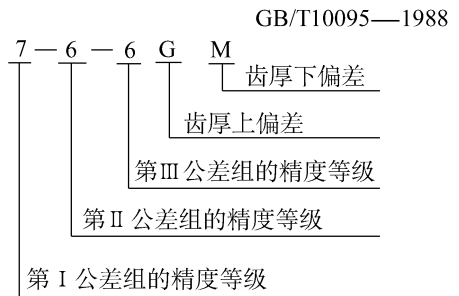 GB/T10095—1988
7—6—6 G M
齿厚下偏差
齿厚上偏差
第Ⅲ公差组的精度等级
第Ⅱ公差组的精度等级
第Ⅰ公差组的精度等级